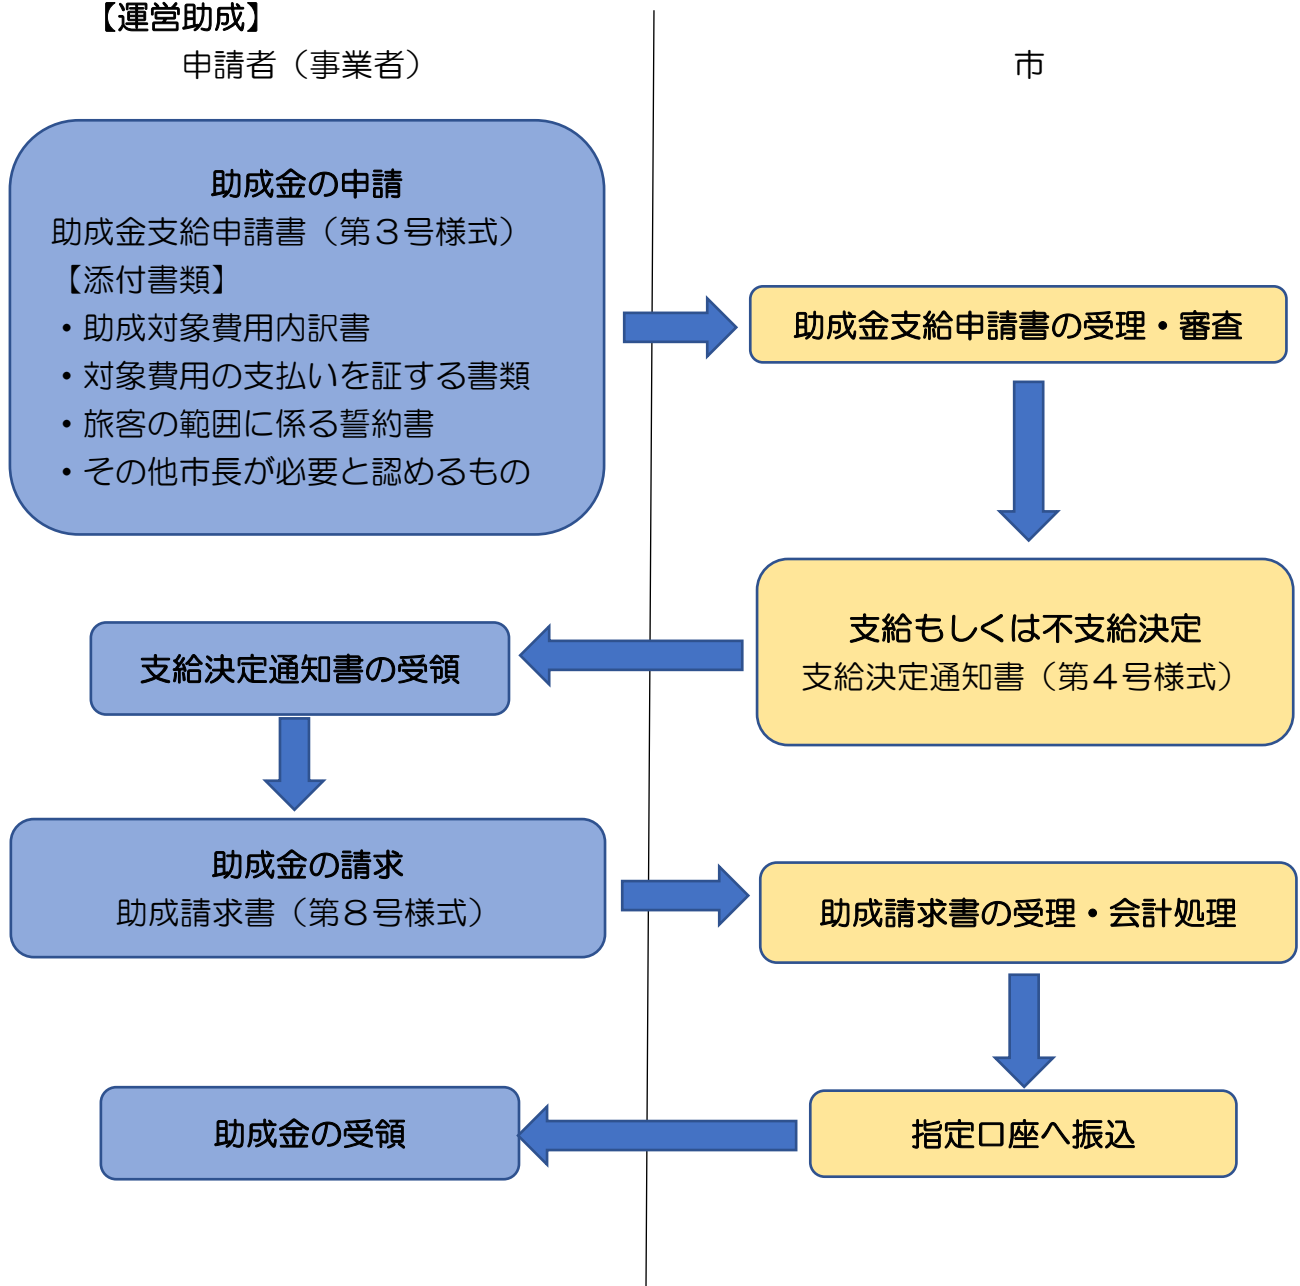 【運営助成】
申請者（事業者）
市
助成金の申請
助成金支給申請書（第３号様式）
【添付書類】
・助成対象費用内訳書
・対象費用の支払いを証する書類
・旅客の範囲に係る誓約書
・その他市長が必要と認めるもの
助成金支給申請書の受理・審査
支給もしくは不支給決定
支給決定通知書（第４号様式）
支給決定通知書の受領
助成金の請求
助成請求書（第８号様式）
助成請求書の受理・会計処理
指定口座へ振込
助成金の受領